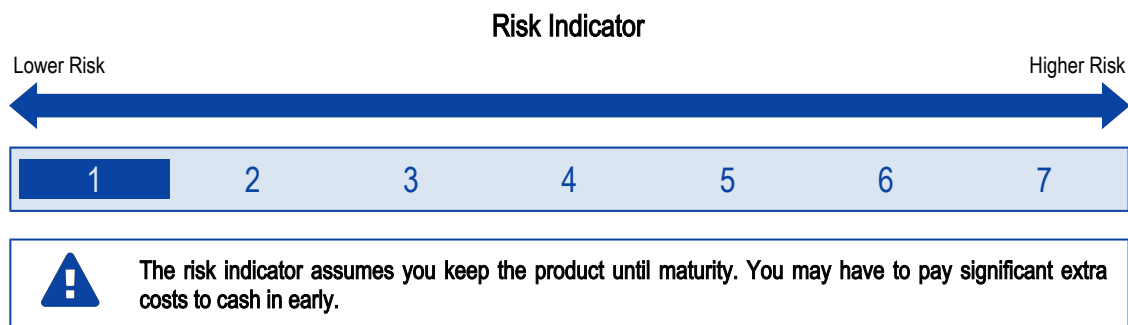 Risk Indicator
Lower Risk Higher Risk
1 2 3 4 5 6 7
The risk indicator assumes you keep the product until maturity. You may have to pay significant extra
costs to cash in early.